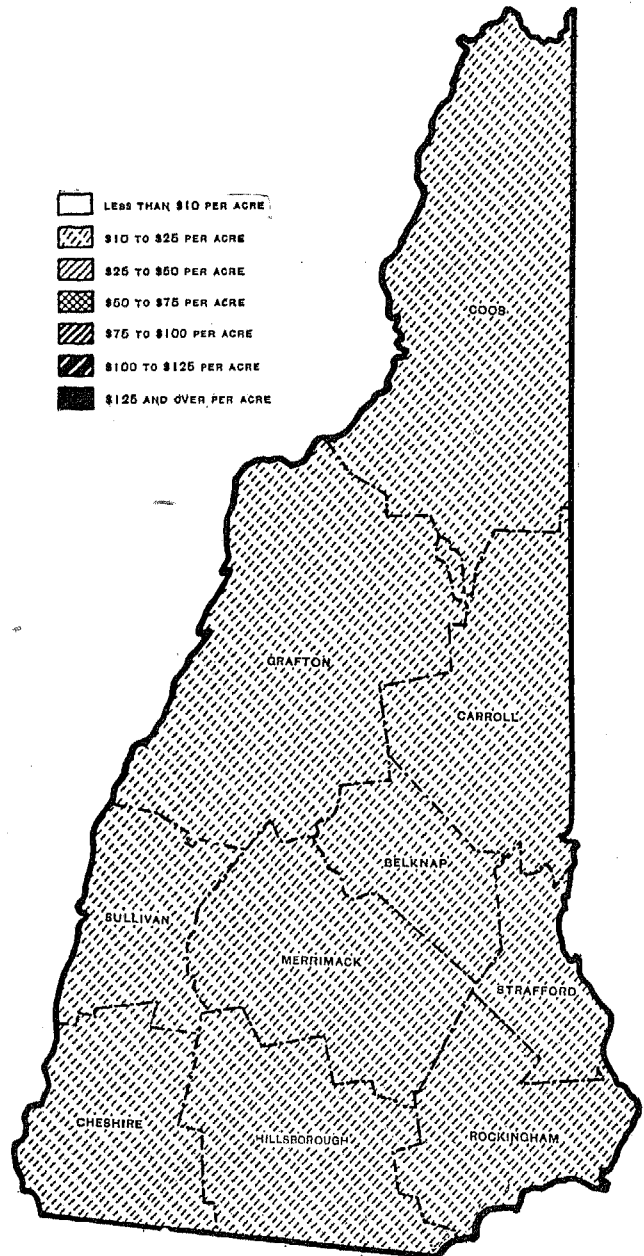 LESS THAN $10 PER ACRE
$10 TO $25 PER ACRE
$25 TO $50 PER ACRE
$50 TO $75 PER ACRE
$75 TO $100 PER ACRE
$100 TO $125 PER ACRE
$125 AND OVER PER ACRE
COOS
GRAFTON
CARROLL
BELKNAP
SULLIVAN
MERRIMACK
STRAFFORD
CHESHIRE
HILLSBOROUGH
ROCKINGHAM